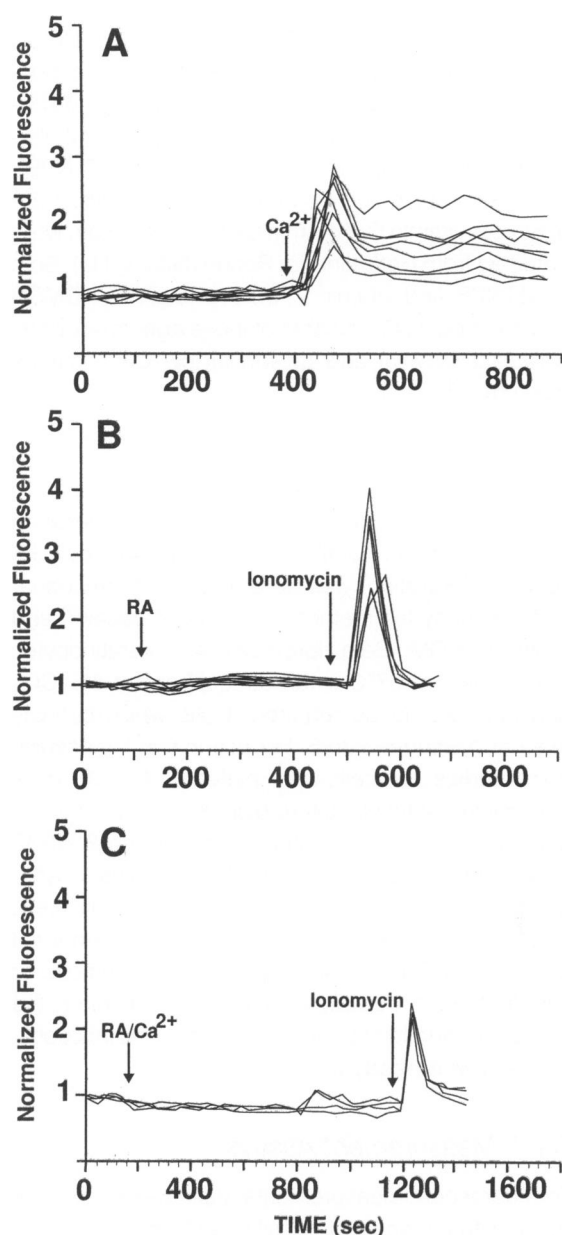 A
Normalized Fluorescence
5
4
3
2
1
Ca2+
0
200
400
600
800
B
Normalized Fluorescence
5
4
3
2
1
RA
Ionomycin
0
200
400
600
800
C
Normalized Fluorescence
5
4
3
2
1
RA/Ca2+
Ionomycin
0
400
800
1200
1600
TIME (sec)